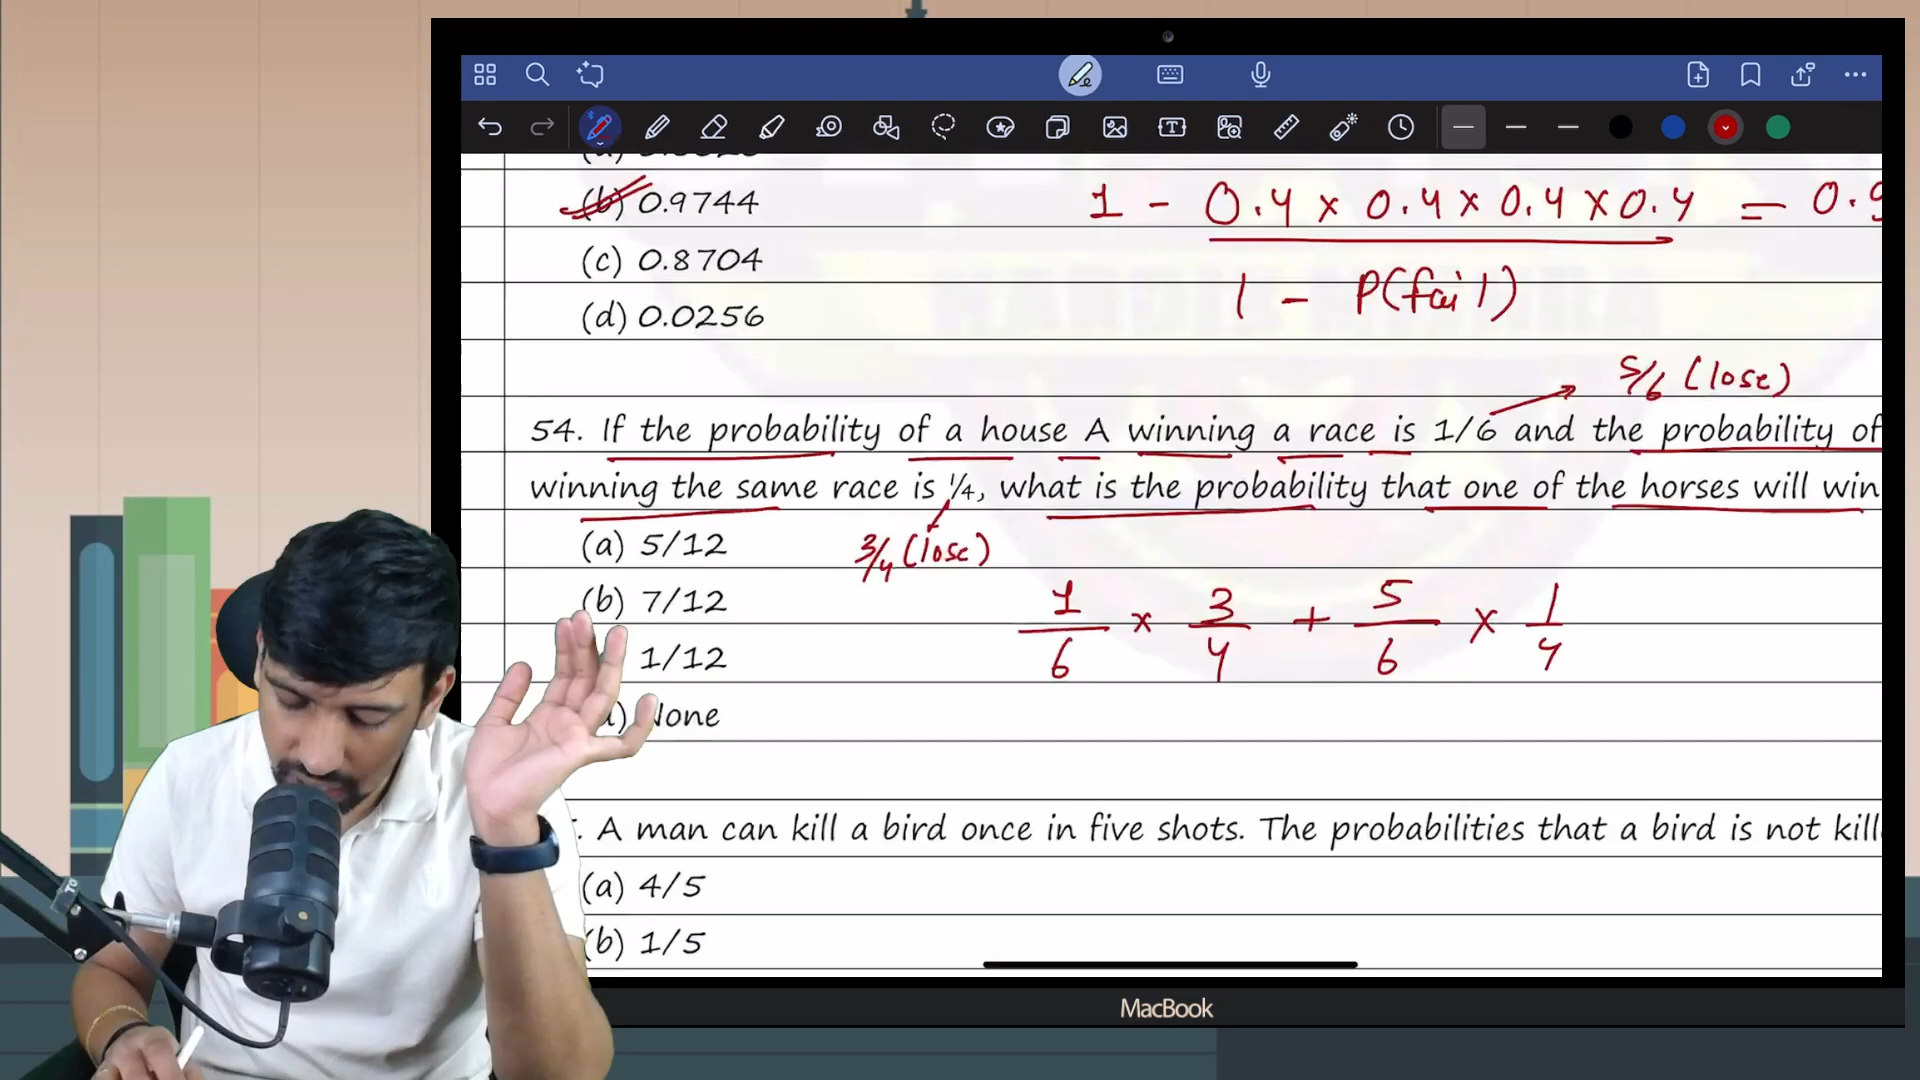 (b) 0.9744
1 - 0.4 x 0.4 x 0.4 x 0.4 = 0.9
(c) 0.8704
1 - P(fail)
(d) 0.0256
5/6 (lose)
54. If the probability of a house A winning a race is 1/6 and the probability of
winning the same race is ¼, what is the probability that one of the horses will win
(a) 5/12
3/4 (lose)
(b) 7/12
1/6 x 3/4 + 5/6 x 1/4
1/12
None
A man can kill a bird once in five shots. The probabilities that a bird is not kill
(a) 4/5
(b) 1/5
MacBook